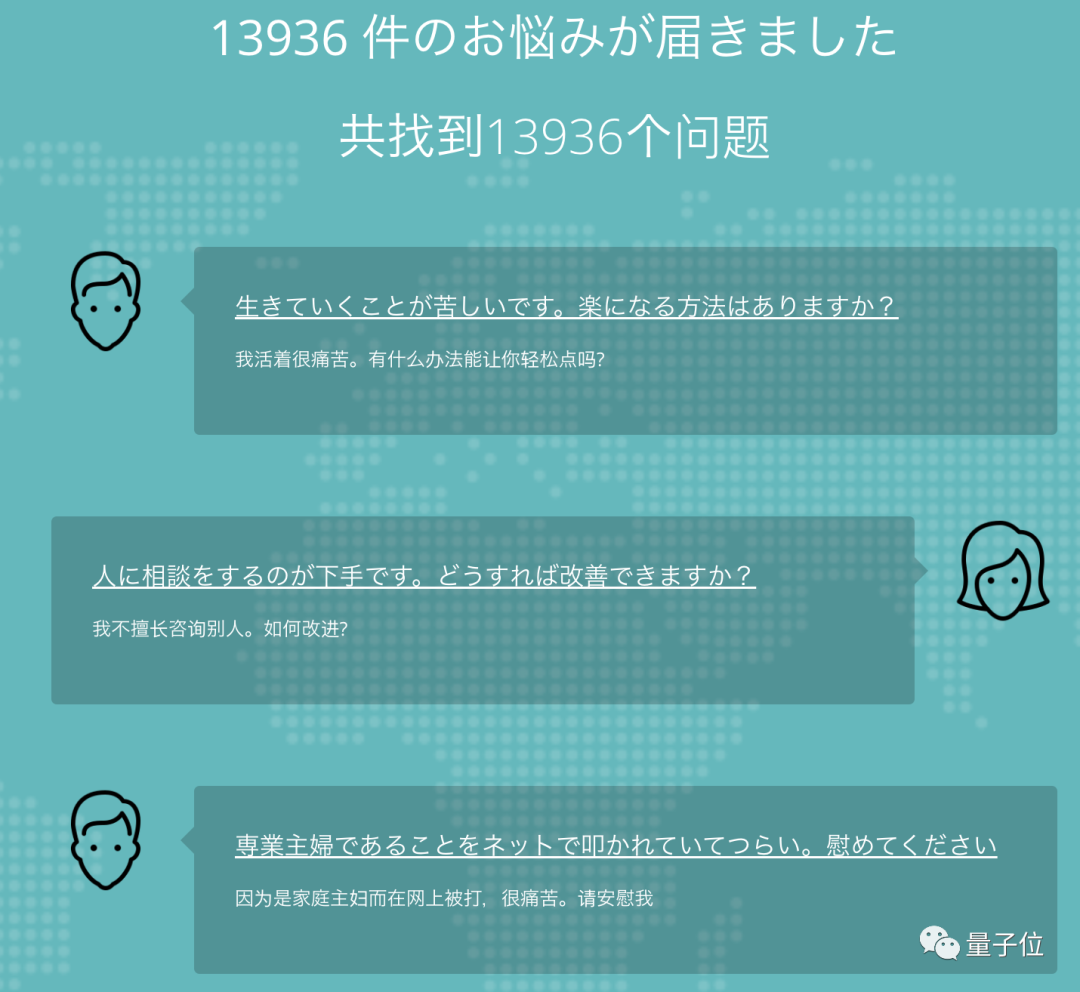 13936 件のお悩みが届きました
共找到13936个问题
生きていくことが苦しいです。楽になる方法はありますか？
我活着很痛苦。有什么办法能让你轻松点吗?
人に相談をするのが下手です。どうすれば改善できますか？
我不擅长咨询别人。如何改进?
専業主婦であることをネットで叩かれていてつらい。慰めてください
因为是家庭主妇而在网上被打，很痛苦。请安慰我
量子位